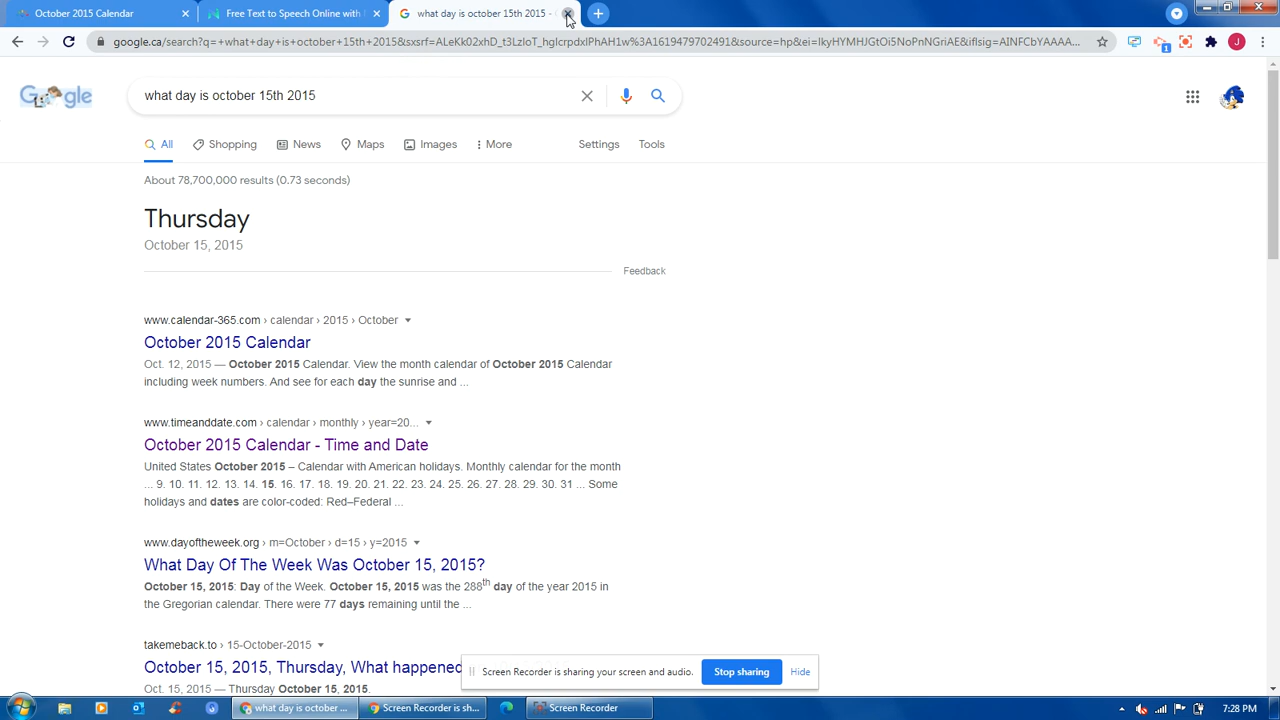 October 2015 Calendar
Free Text to Speech Online with
what day is october 15th 2015 -
google.ca/search?q=+what+day+is+october+15th+2015&sxsrf=ALeKk02hD_t3LzloT_hgIcrpdxlPhAH1w%3A1619479702491&source=hp&ei=lkyHYMHJGtOi5NoPnNGriAE&iflsig=AINFCbYAAAA...
1
J
Google
what day is october 15th 2015
All
Shopping
News
Maps
Images
More
Settings
Tools
About 78,700,000 results (0.73 seconds)
Thursday
October 15, 2015
Feedback
www.calendar-365.com › calendar › 2015 › October
October 2015 Calendar
Oct. 12, 2015 — October 2015 Calendar. View the month calendar of October 2015 Calendar
including week numbers. And see for each day the sunrise and ...
www.timeanddate.com › calendar › monthly › year=20...
October 2015 Calendar - Time and Date
United States October 2015 – Calendar with American holidays. Monthly calendar for the month
... 9. 10. 11. 12. 13. 14. 15. 16. 17. 18. 19. 20. 21. 22. 23. 24. 25. 26. 27. 28. 29. 30. 31 ... Some
holidays and dates are color-coded: Red–Federal ...
www.dayoftheweek.org › m=October › d=15 › y=2015
What Day Of The Week Was October 15, 2015?
October 15, 2015: Day of the Week. October 15, 2015 was the 288th day of the year 2015 in
the Gregorian calendar. There were 77 days remaining until the ...
takemeback.to › 15-October-2015
October 15, 2015, Thursday, What happened
Oct. 15, 2015 — Thursday October 15, 2015.
Screen Recorder is sharing your screen and audio.
Stop sharing
Hide
what day is october ...
Screen Recorder is sh...
Screen Recorder
7:28 PM